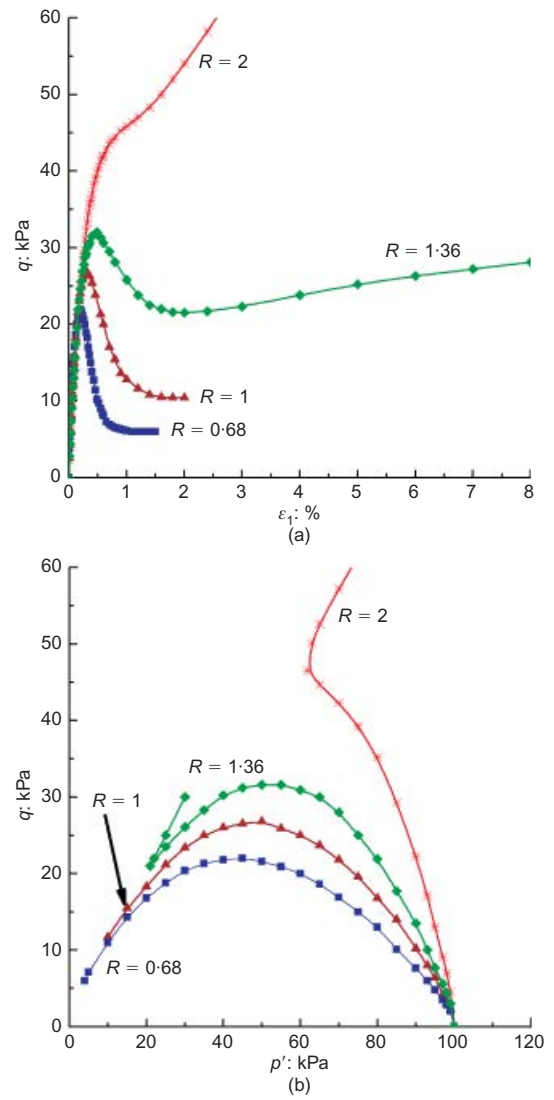 60
50
40
30
20
10
0
q: kPa
R = 2
R = 1·36
R = 1
R = 0·68
0 1 2 3 4 5 6 7 8
ε1: %
(a)
60
50
40
30
20
10
0
q: kPa
R = 2
R = 1·36
R = 1
R = 0·68
0 20 40 60 80 100 120
p′: kPa
(b)